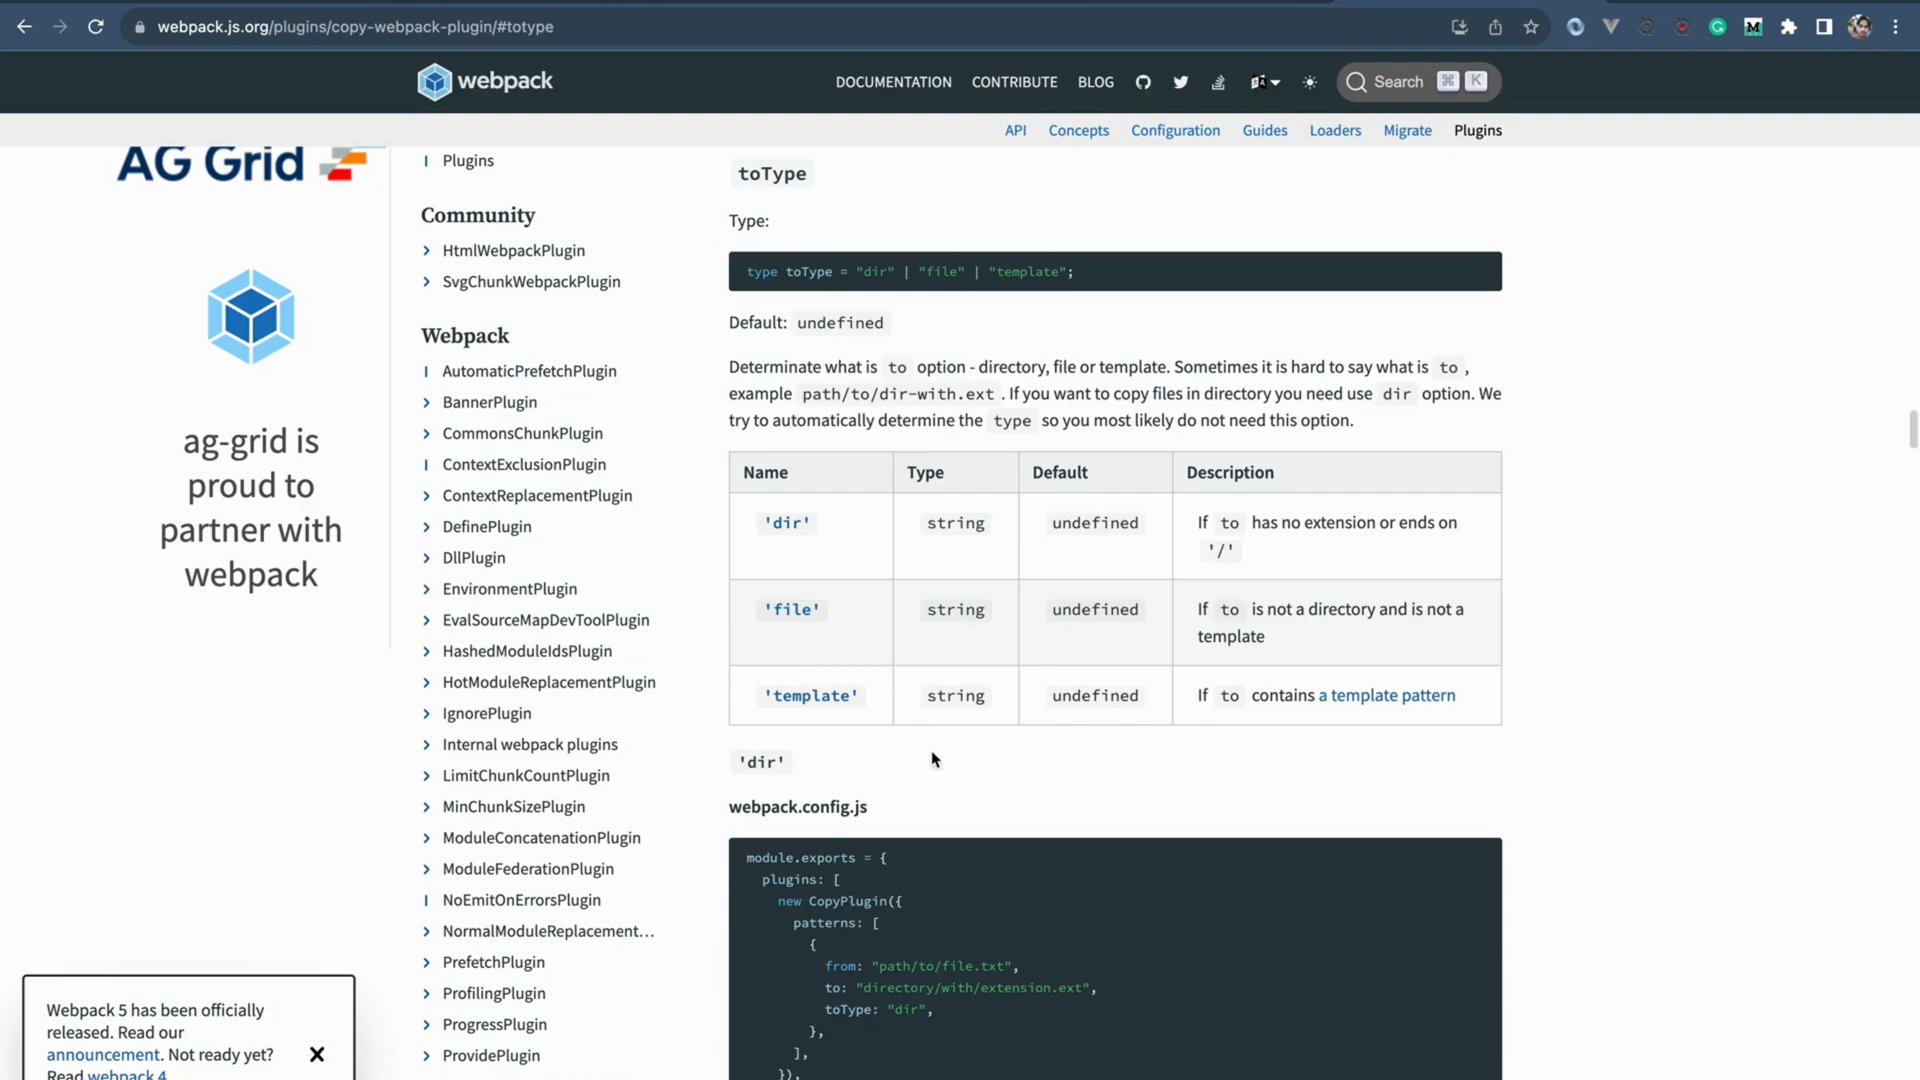 webpack.js.org/plugins/copy-webpack-plugin/#totype
webpack
DOCUMENTATION CONTRIBUTE BLOG
Search ⌘ K
API Concepts Configuration Guides Loaders Migrate Plugins
AG Grid
ag-grid is
proud to
partner with
webpack
Plugins
Community
HtmlWebpackPlugin
SvgChunkWebpackPlugin
Webpack
AutomaticPrefetchPlugin
BannerPlugin
CommonsChunkPlugin
ContextExclusionPlugin
ContextReplacementPlugin
DefinePlugin
DllPlugin
EnvironmentPlugin
EvalSourceMapDevToolPlugin
HashedModuleIdsPlugin
HotModuleReplacementPlugin
IgnorePlugin
Internal webpack plugins
LimitChunkCountPlugin
MinChunkSizePlugin
ModuleConcatenationPlugin
ModuleFederationPlugin
NoEmitOnErrorsPlugin
NormalModuleReplacement...
PrefetchPlugin
ProfilingPlugin
ProgressPlugin
ProvidePlugin
toType
Type:
type toType = "dir" | "file" | "template";
Default: undefined
Determinate what is to option - directory, file or template. Sometimes it is hard to say what is to ,
example path/to/dir-with.ext . If you want to copy files in directory you need use dir option. We
try to automatically determine the type so you most likely do not need this option.
Name Type Default Description
'dir' string undefined If to has no extension or ends on
'/'
'file' string undefined If to is not a directory and is not a
template
'template' string undefined If to contains a template pattern
'dir'
webpack.config.js
module.exports = {
plugins: [
new CopyPlugin({
patterns: [
{
from: "path/to/file.txt",
to: "directory/with/extension.ext",
toType: "dir",
},
],
}),
Webpack 5 has been officially
released. Read our
announcement. Not ready yet?
Read webpack 4